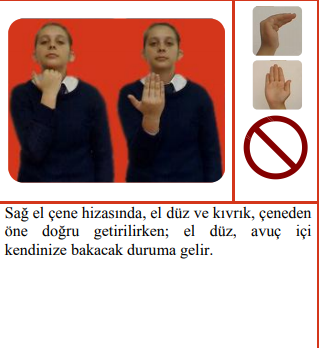 Sağ el çene hizasında, el düz ve kıvrık, çeneden
öne doğru getirilirken; el düz, avuç içi
kendinize bakacak duruma gelir.